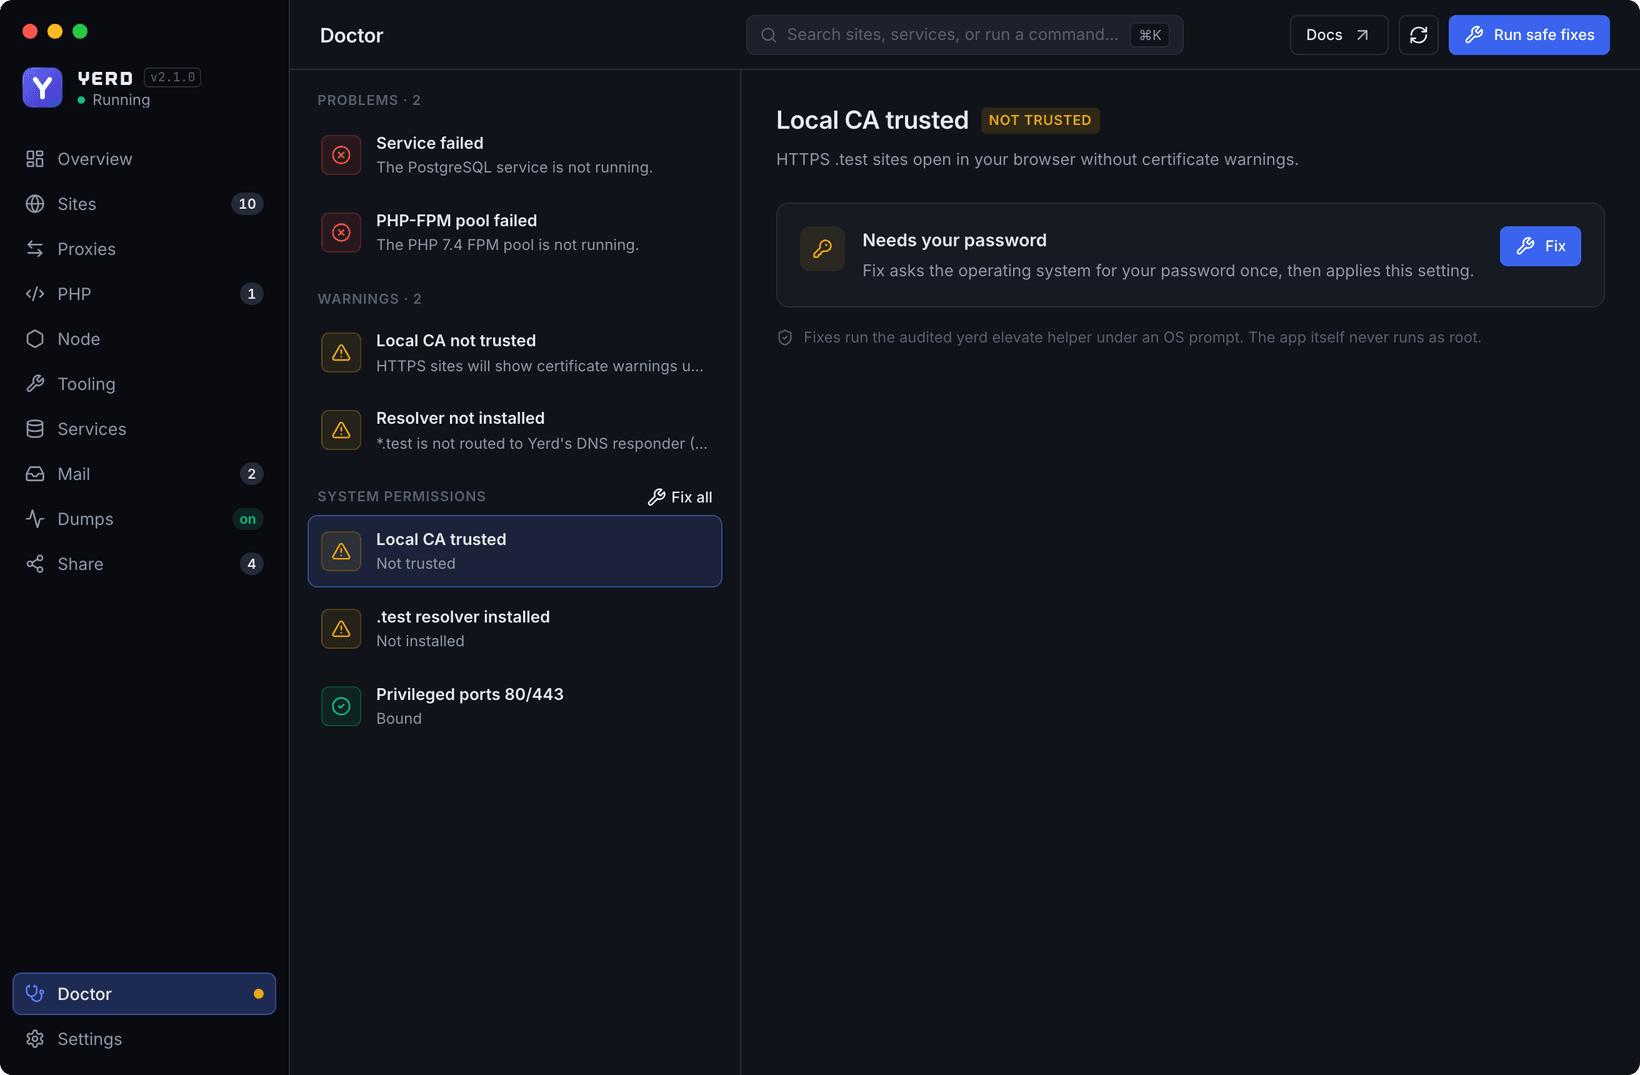 YERD v2.1.0
Running
Overview
Sites 10
Proxies
PHP 1
Node
Tooling
Services
Mail 2
Dumps on
Share 4
Doctor
Settings
Doctor
Search sites, services, or run a command... ⌘K
Docs
Run safe fixes
PROBLEMS · 2
Service failed
The PostgreSQL service is not running.
PHP-FPM pool failed
The PHP 7.4 FPM pool is not running.
WARNINGS · 2
Local CA not trusted
HTTPS sites will show certificate warnings u...
Resolver not installed
*.test is not routed to Yerd's DNS responder (...
SYSTEM PERMISSIONS Fix all
Local CA trusted
Not trusted
.test resolver installed
Not installed
Privileged ports 80/443
Bound
Local CA trusted NOT TRUSTED
HTTPS .test sites open in your browser without certificate warnings.
Needs your password
Fix asks the operating system for your password once, then applies this setting.
Fix
Fixes run the audited yerd elevate helper under an OS prompt. The app itself never runs as root.